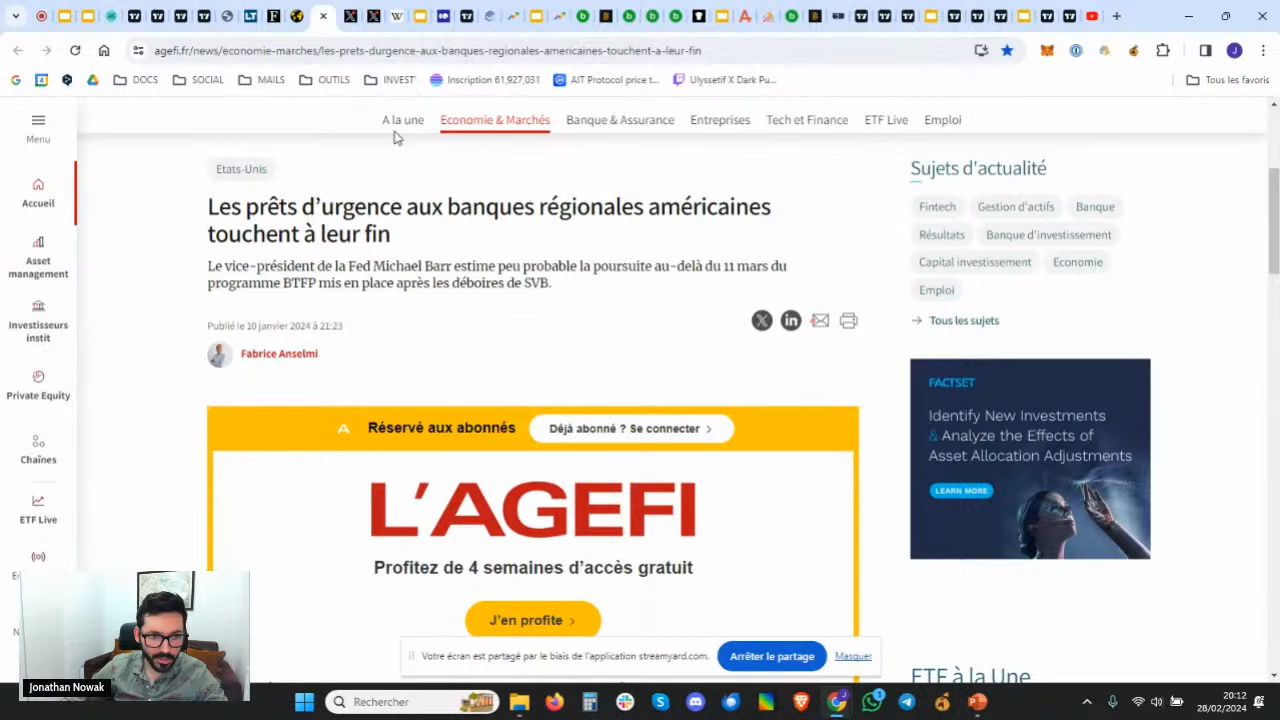 agefi.fr/news/economie-marches/les-prets-durgence-aux-banques-regionales-americaines-touchent-a-leur-fin
DOCS
SOCIAL
MAILS
OUTILS
INVEST
Inscription 61,927,031
AIT Protocol price t...
Ulyssetif X Dark Pu...
Tous les favoris
Menu
A la une
Economie & Marchés
Banque & Assurance
Entreprises
Tech et Finance
ETF Live
Emploi
Accueil
Asset
management
Investisseurs
instit
Private Equity
Chaînes
ETF Live
Etats-Unis
Les prêts d’urgence aux banques régionales américaines
touchent à leur fin
Le vice-président de la Fed Michael Barr estime peu probable la poursuite au-delà du 11 mars du
programme BTFP mis en place après les déboires de SVB.
Publié le 10 janvier 2024 à 21:23
Fabrice Anselmi
Réservé aux abonnés
Déjà abonné ? Se connecter >
L’AGEFI
Profitez de 4 semaines d’accès gratuit
J’en profite >
Sujets d'actualité
Fintech
Gestion d'actifs
Banque
Résultats
Banque d'investissement
Capital investissement
Economie
Emploi
→ Tous les sujets
FACTSET
Identify New Investments
& Analyze the Effects of
Asset Allocation Adjustments
LEARN MORE
ETF à la Une
Votre écran est partagé par le biais de l'application streamyard.com.
Arrêter le partage
Masquer
Jonathan Nowak
Rechercher
20:12
28/02/2024